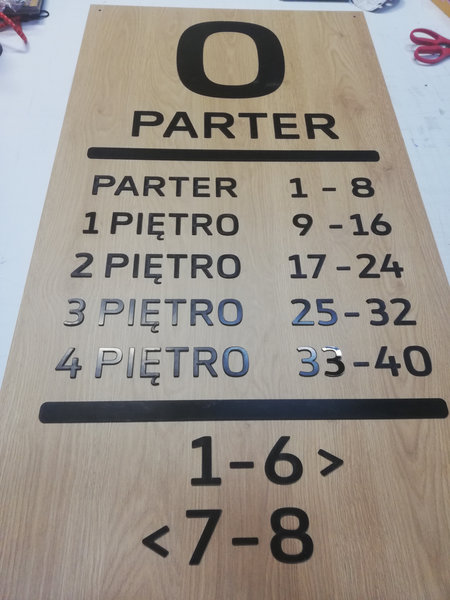 0
PARTER
PARTER 1 - 8
1 PIĘTRO 9 - 16
2 PIĘTRO 17 - 24
3 PIĘTRO 25 - 32
4 PIĘTRO 33 - 40
1 - 6 >
< 7 - 8